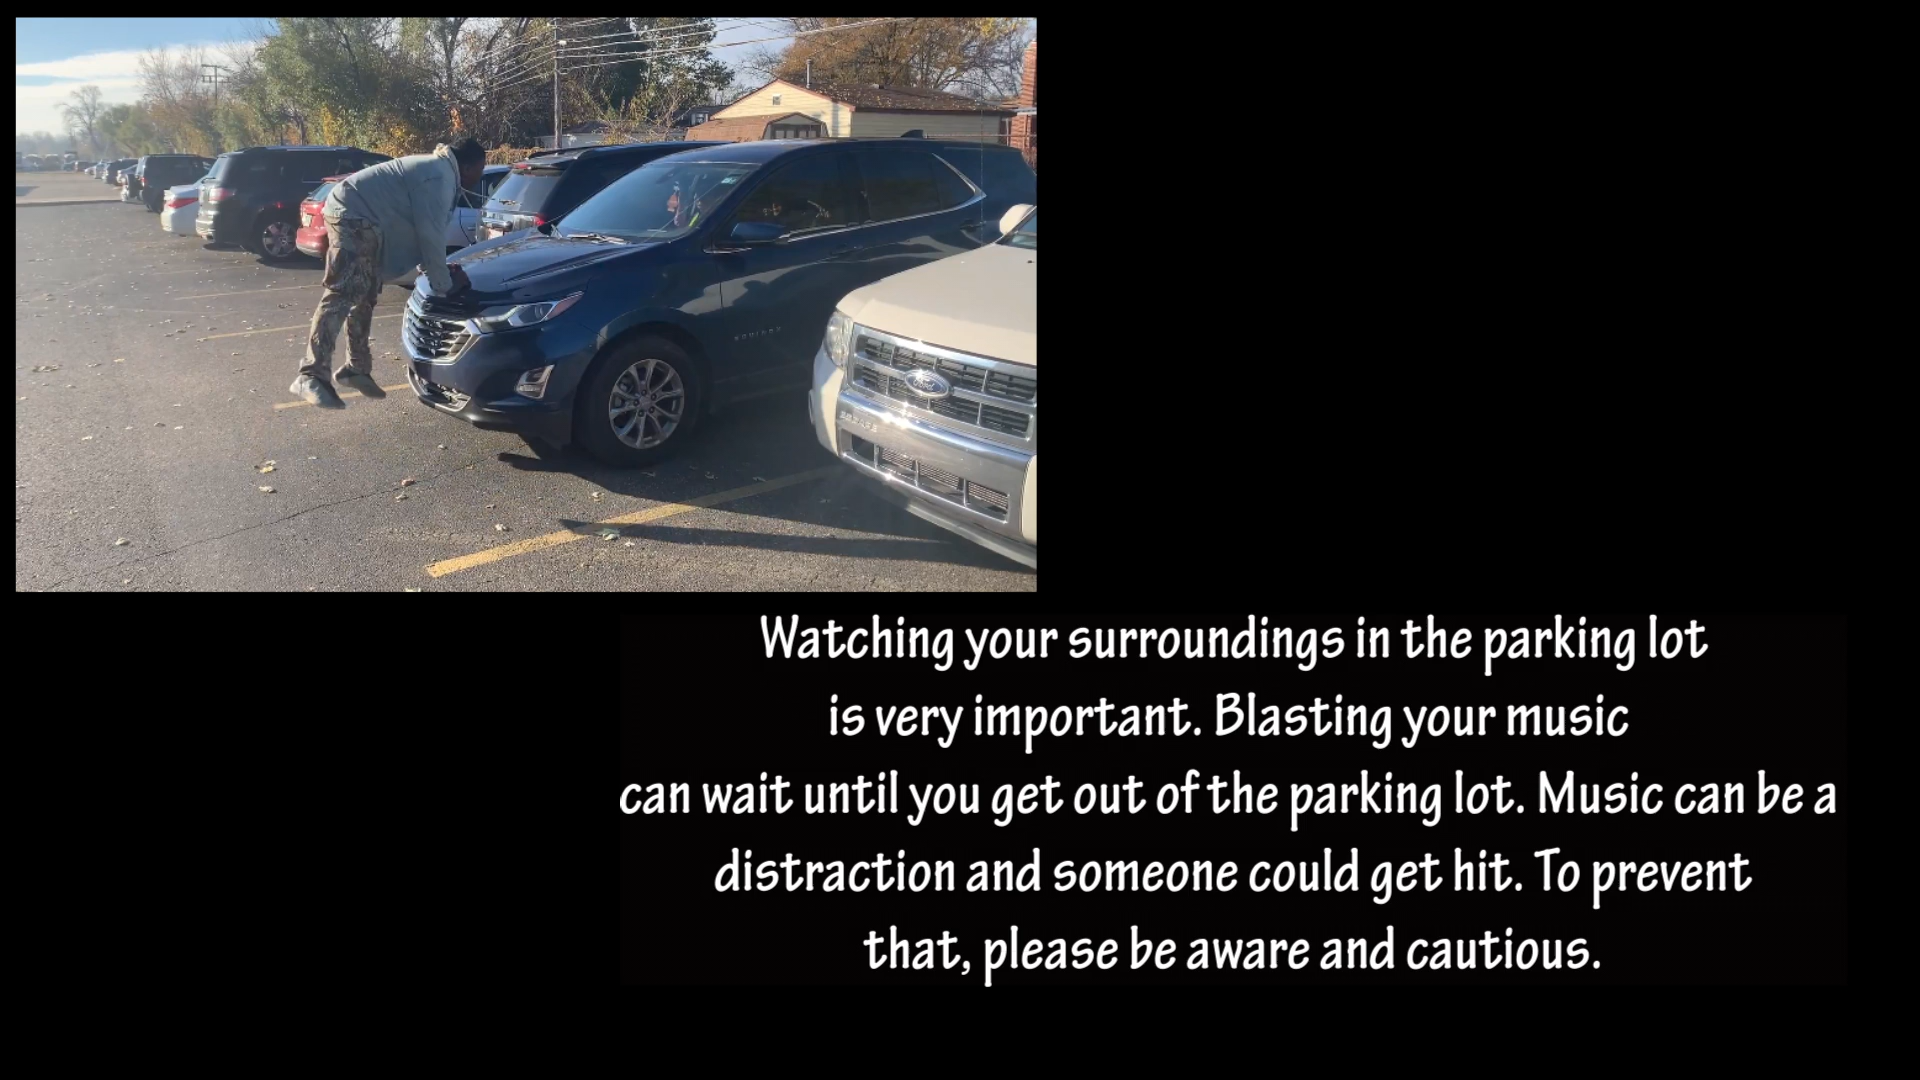 EQUINOX
Ford
Watching your surroundings in the parking lot
is very important. Blasting your music
can wait until you get out of the parking lot. Music can be a
distraction and someone could get hit. To prevent
that, please be aware and cautious.